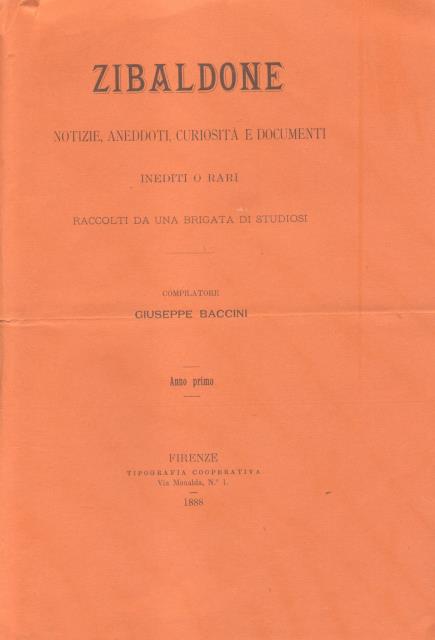 ZIBALDONE
NOTIZIE, ANEDDOTI, CURIOSITÀ E DOCUMENTI
INEDITI O RARI
RACCOLTI DA UNA BRIGATA DI STUDIOSI
COMPILATORE
GIUSEPPE BACCINI
Anno primo
FIRENZE
TIPOGRAFIA COOPERATIVA
Via Monalda, N.° 1.
1888